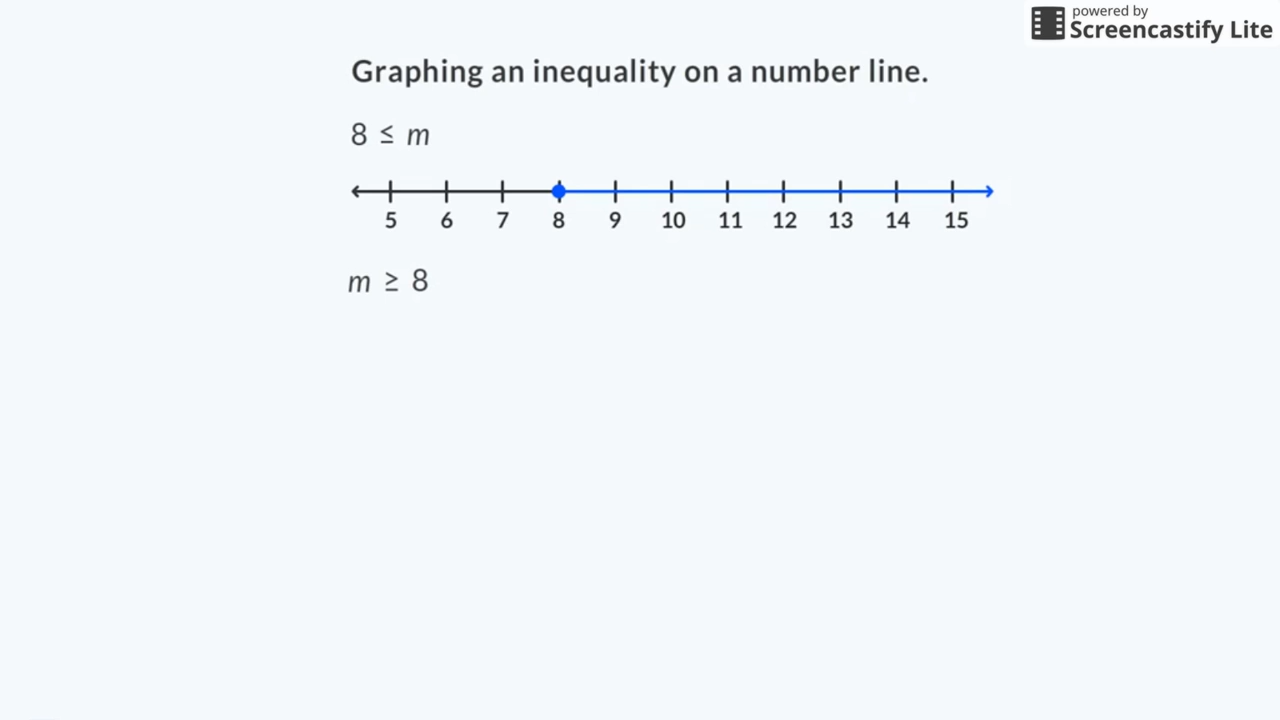 powered by
Screencastify Lite
Graphing an inequality on a number line.
8 ≤ m
5 6 7 8 9 10 11 12 13 14 15
m ≥ 8